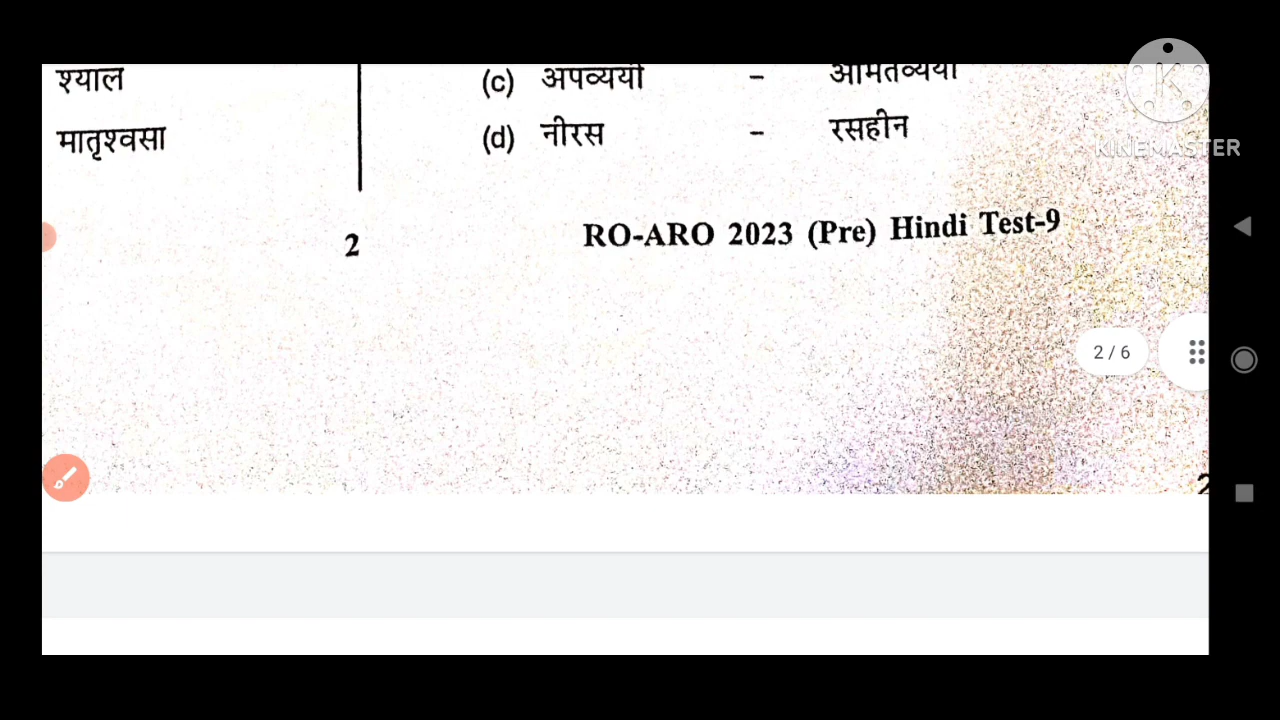 श्याल
(c) अपव्ययी – अमितव्ययी
मातृश्वसा
(d) नीरस – रसहीन
2 RO-ARO 2023 (Pre) Hindi Test-9
KINEMASTER
2 / 6